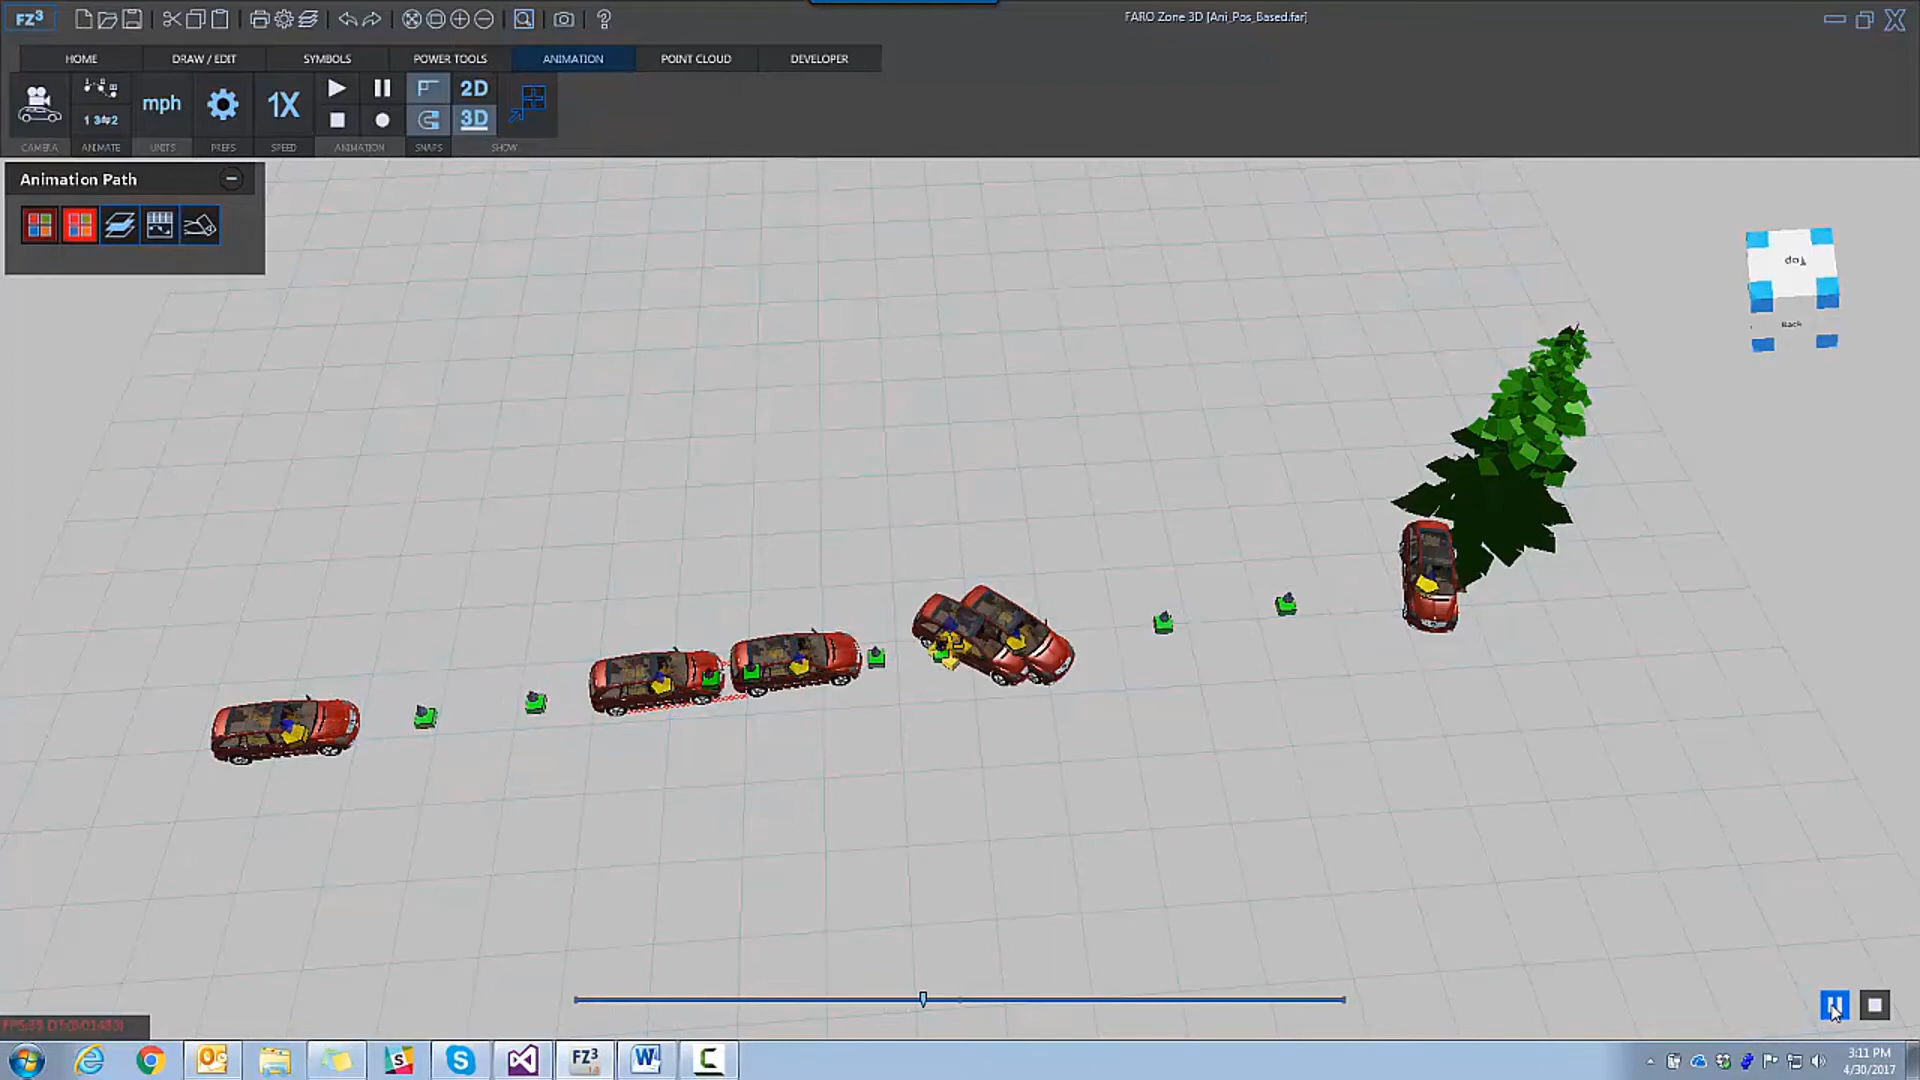 FZ³
FARO Zone 3D [Ani_Pos_Based.far]
HOME DRAW / EDIT SYMBOLS POWER TOOLS ANIMATION POINT CLOUD DEVELOPER
mph 1X 2D
1 3⇄2 3D
CAMERA ANIMATE UNITS PREFS SPEED ANIMATION SNAPS SHOW
Animation Path
Top
Back
FZ3
3:11 PM
4/30/2017